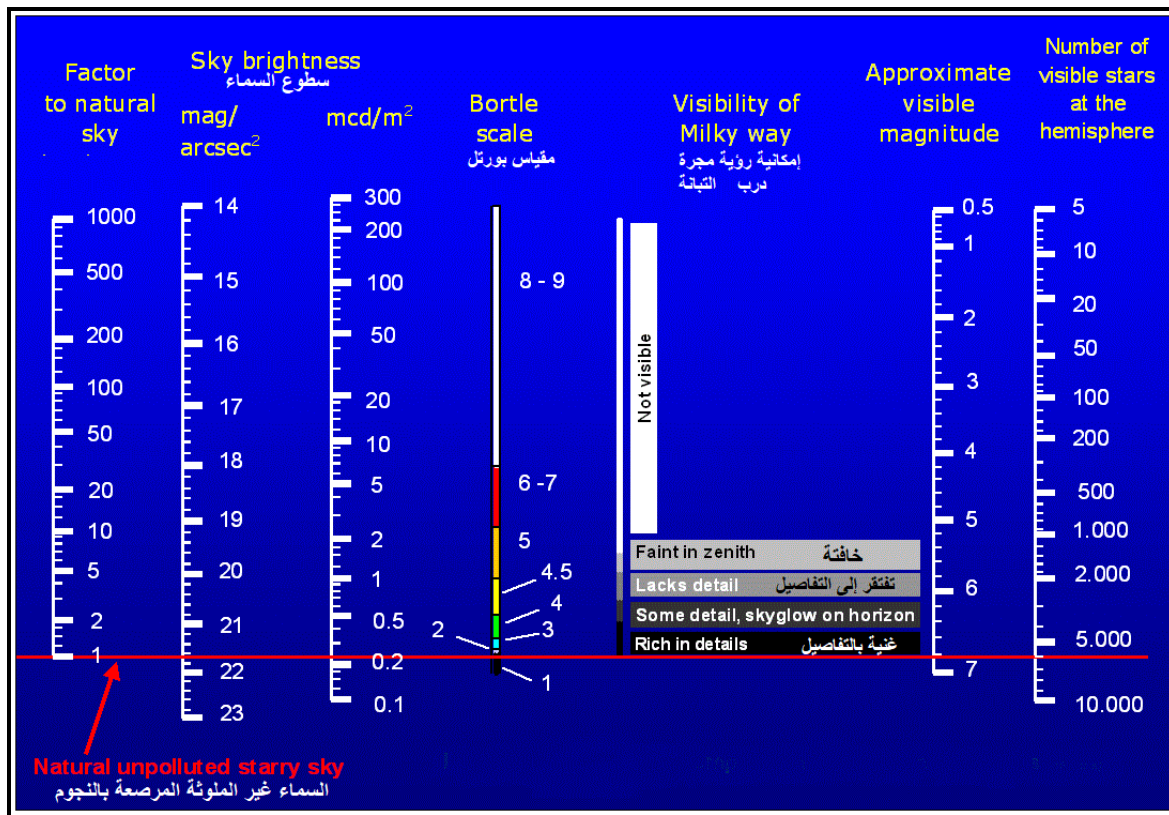 Factor
to natural
sky
Sky brightness
سطوع السماء
mag/
arcsec²
mcd/m²
Bortle
scale
مقياس بورتل
Visibility of
Milky way
إمكانية رؤية مجرة
درب التبانة
Approximate
visible
magnitude
Number of
visible stars
at the
hemisphere
1000
500
200
100
50
20
10
5
2
1
14
15
16
17
18
19
20
21
22
23
300
200
100
50
20
10
5
2
1
0.5
0.2
0.1
8 - 9
6 -7
5
4.5
4
3
2
1
Not visible
Faint in zenith خافتة
Lacks detail تفتقر إلى التفاصيل
Some detail, skyglow on horizon
Rich in details غنية بالتفاصيل
0.5
1
2
3
4
5
6
7
5
10
20
50
100
200
500
1.000
2.000
5.000
10.000
Natural unpolluted starry sky
السماء غير الملوثة المرصعة بالنجوم